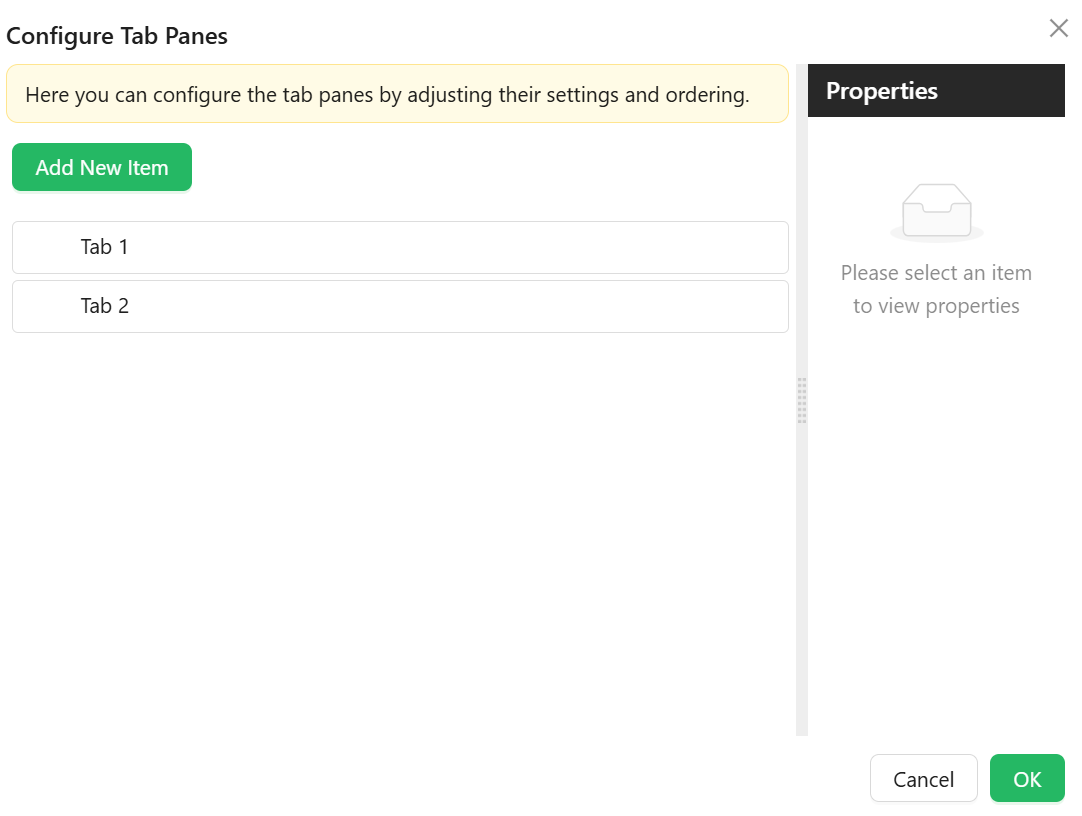 Configure Tab Panes
Here you can configure the tab panes by adjusting their settings and ordering.
Add New Item
Tab 1
Tab 2
Properties
Please select an item
to view properties
Cancel
OK